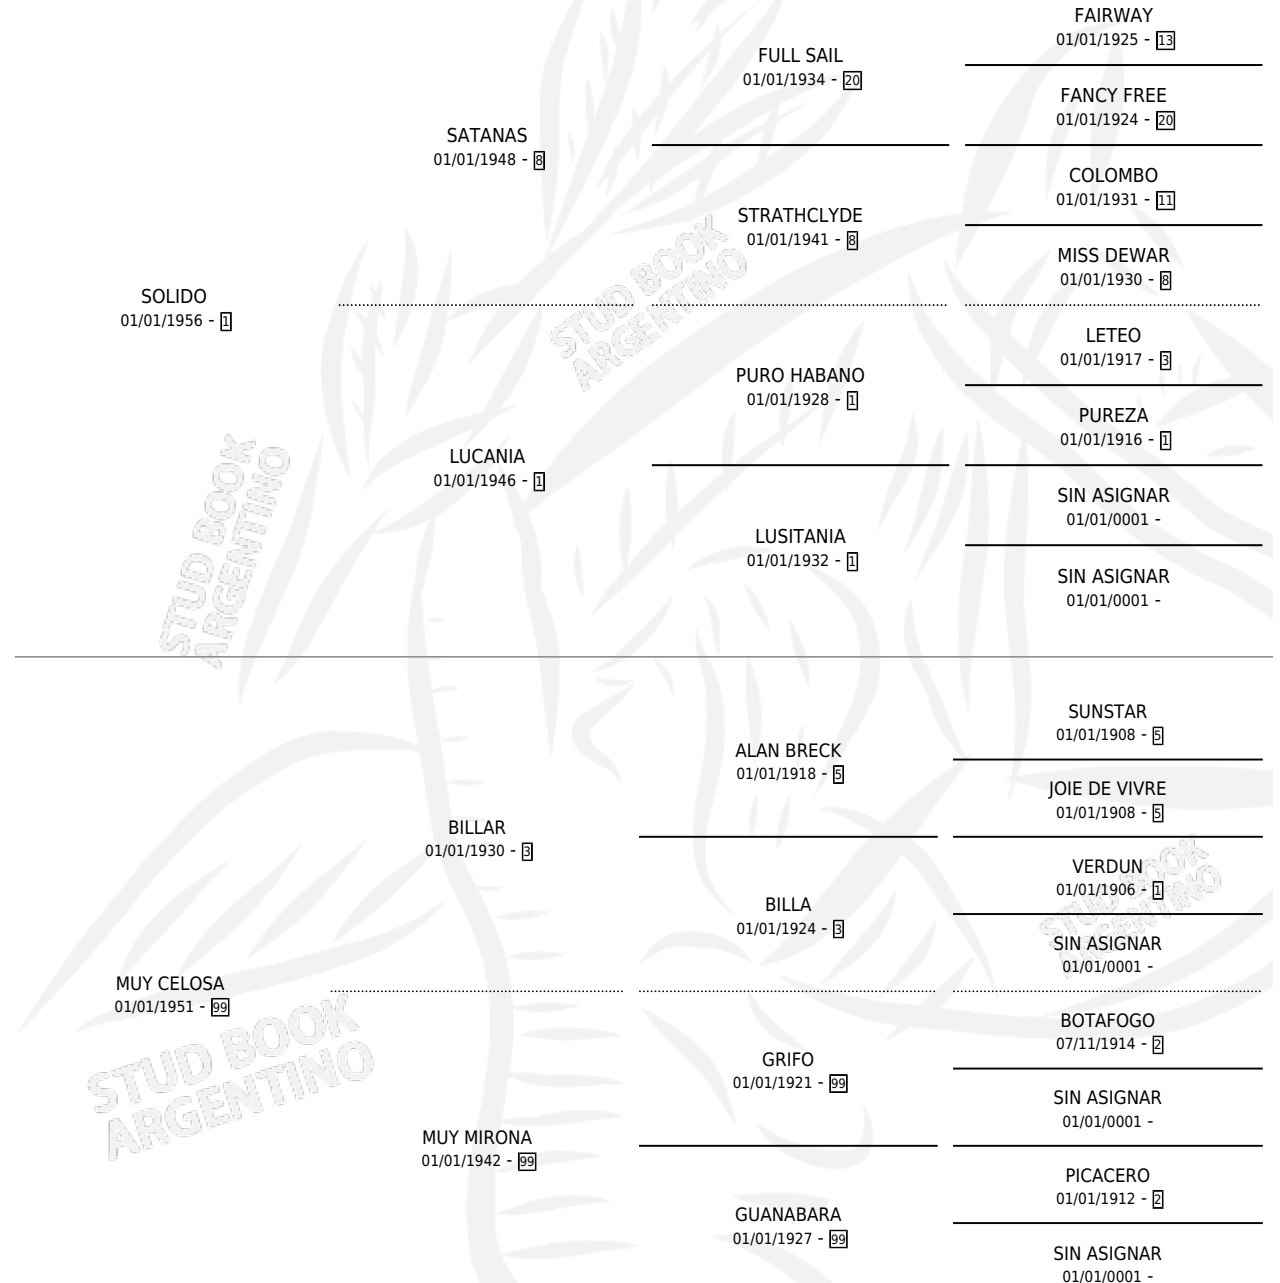 FAIRWAY
01/01/1925 - 13
FULL SAIL
01/01/1934 - 20
FANCY FREE
01/01/1924 - 20
SATANAS
01/01/1948 - 8
COLOMBO
01/01/1931 - 11
STRATHCLYDE
01/01/1941 - 8
MISS DEWAR
01/01/1930 - 8
SOLIDO
01/01/1956 - 1
STUD BOOK
ARGENTINO
LETEO
01/01/1917 - 3
PURO HABANO
01/01/1928 - 1
PUREZA
01/01/1916 - 1
LUCANIA
01/01/1946 - 1
SIN ASIGNAR
01/01/0001 -
LUSITANIA
01/01/1932 - 1
SIN ASIGNAR
01/01/0001 -
STUD BOOK
ARGENTINO
SUNSTAR
01/01/1908 - 5
ALAN BRECK
01/01/1918 - 5
JOIE DE VIVRE
01/01/1908 - 5
BILLAR
01/01/1930 - 3
VERDUN
01/01/1906 - 1
BILLA
01/01/1924 - 3
SIN ASIGNAR
01/01/0001 -
STUD BOOK
ARGENTINO
MUY CELOSA
01/01/1951 - 99
BOTAFOGO
07/11/1914 - 2
GRIFO
01/01/1921 - 99
SIN ASIGNAR
01/01/0001 -
STUD BOOK
ARGENTINO
MUY MIRONA
01/01/1942 - 99
PICACERO
01/01/1912 - 2
GUANABARA
01/01/1927 - 99
SIN ASIGNAR
01/01/0001 -